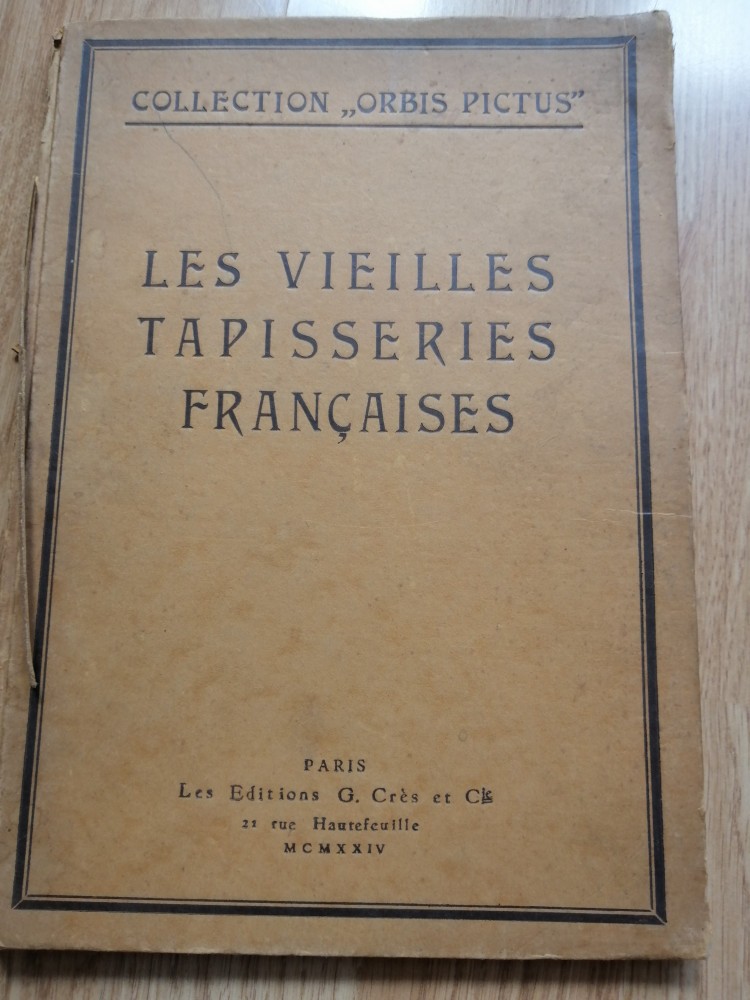 COLLECTION „ORBIS PICTUS”
LES VIEILLES
TAPISSERIES
FRANÇAISES
PARIS
Les Editions G. Crès et Cie
21 rue Hautefeuille
MCMXXIV